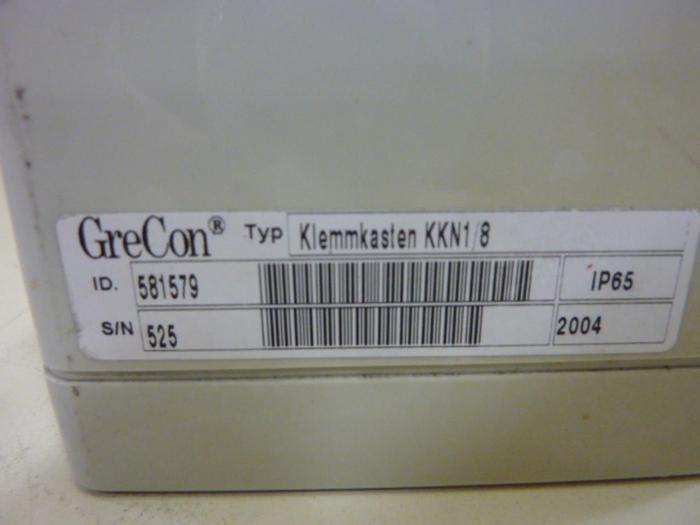 GreCon® Typ Klemmkasten KKN1/8
ID. 581579 IP65
S/N 525 2004